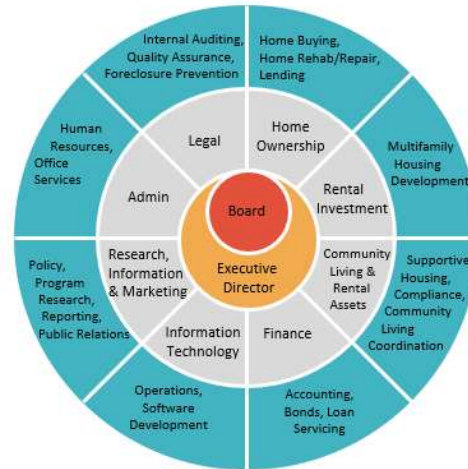 Internal Auditing,
Quality Assurance,
Foreclosure Prevention
Home Buying,
Home Rehab/Repair,
Lending
Human
Resources,
Office
Services
Legal
Home
Ownership
Multifamily
Housing
Development
Admin
Board
Rental
Investment
Policy,
Program
Research,
Reporting,
Public Relations
Research,
Information
& Marketing
Executive
Director
Community
Living &
Rental
Assets
Supportive
Housing,
Compliance,
Community
Living
Coordination
Information
Technology
Finance
Operations,
Software
Development
Accounting,
Bonds, Loan
Servicing